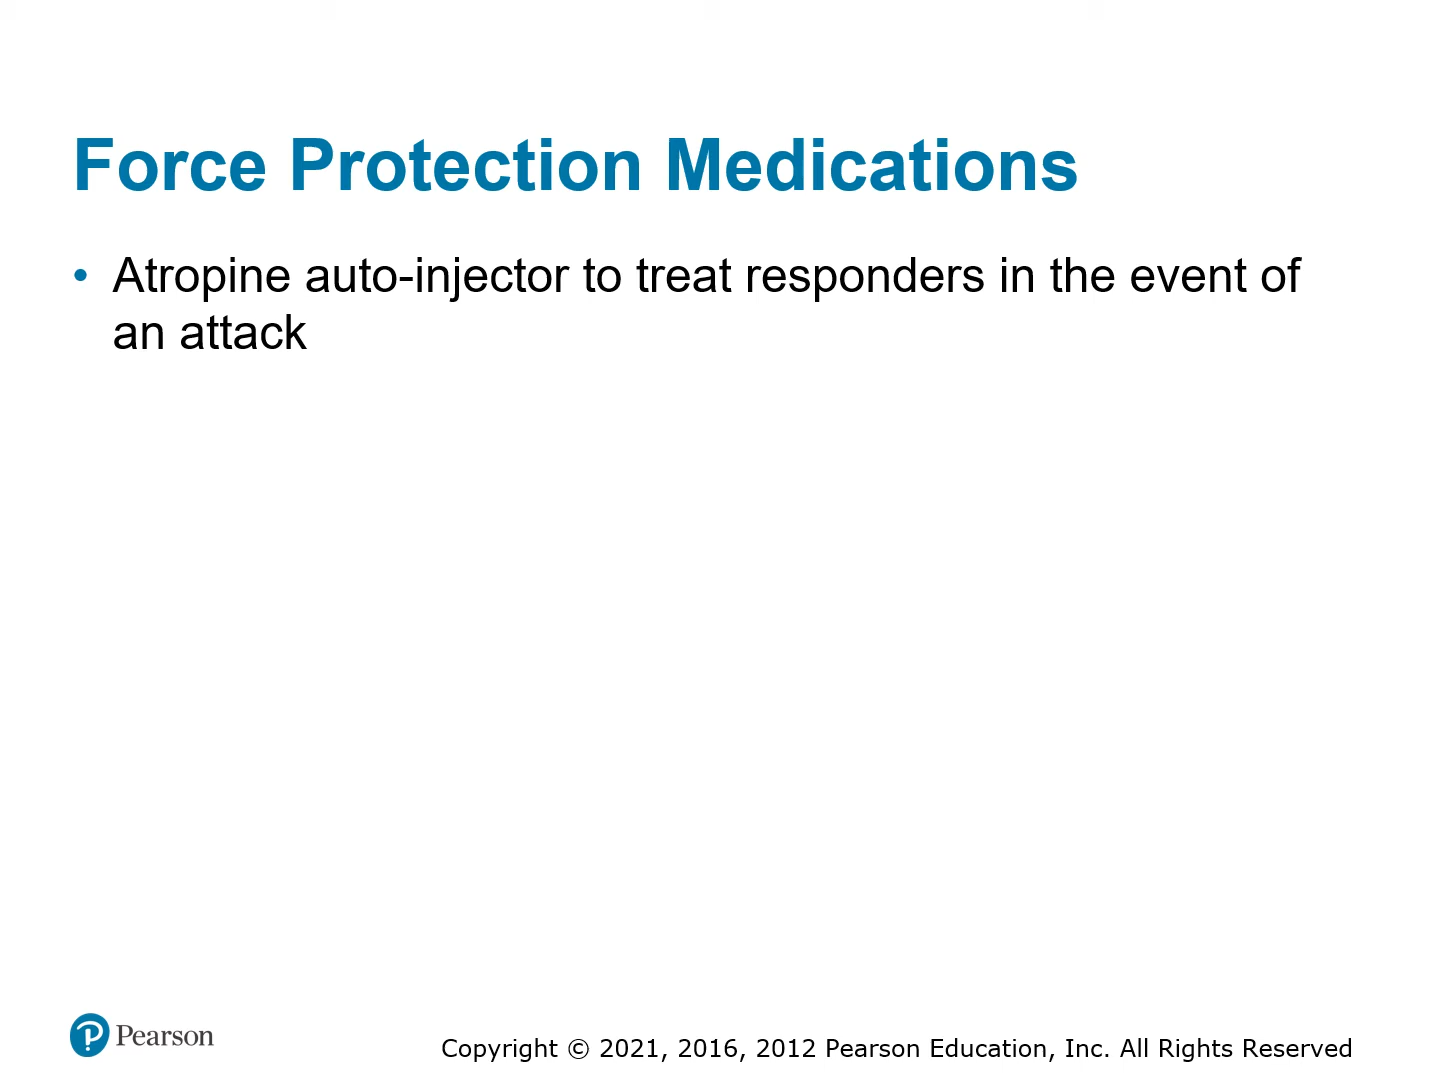 Force Protection Medications
• Atropine auto-injector to treat responders in the event of
an attack
Pearson
Copyright © 2021, 2016, 2012 Pearson Education, Inc. All Rights Reserved